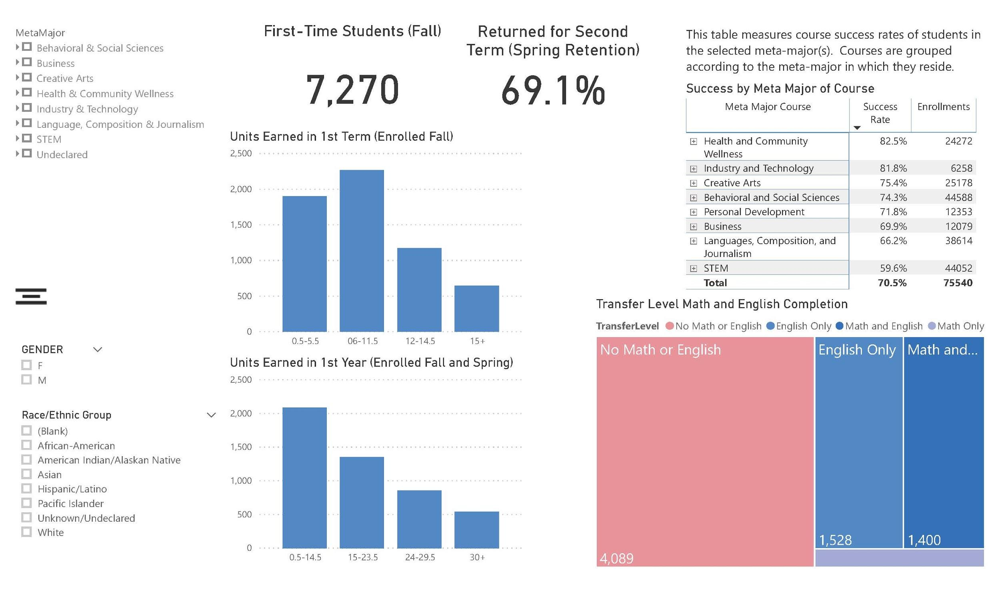 MetaMajor
Behavioral & Social Sciences
Business
Creative Arts
Health & Community Wellness
Industry & Technology
Language, Composition & Journalism
STEM
Undeclared
GENDER
F
M
Race/Ethnic Group
(Blank)
African-American
American Indian/Alaskan Native
Asian
Hispanic/Latino
Pacific Islander
Unknown/Undeclared
White
First-Time Students (Fall)
7,270
Returned for Second
Term (Spring Retention)
69.1%
Units Earned in 1st Term (Enrolled Fall)
2,500
2,000
1,500
1,000
500
0
0.5-5.5 06-11.5 12-14.5 15+
Units Earned in 1st Year (Enrolled Fall and Spring)
2,500
2,000
1,500
1,000
500
0
0.5-14.5 15-23.5 24-29.5 30+
This table measures course success rates of students in
the selected meta-major(s). Courses are grouped
according to the meta-major in which they reside.
Success by Meta Major of Course
Meta Major Course Success Enrollments
Rate
Health and Community 82.5% 24272
Wellness
Industry and Technology 81.8% 6258
Creative Arts 75.4% 25178
Behavioral and Social Sciences 74.3% 44588
Personal Development 71.8% 12353
Business 69.9% 12079
Languages, Composition, and 66.2% 38614
Journalism
STEM 59.6% 44052
Total 70.5% 75540
Transfer Level Math and English Completion
TransferLevel No Math or English English Only Math and English Math Only
No Math or English English Only Math and...
1,528 1,400
4,089